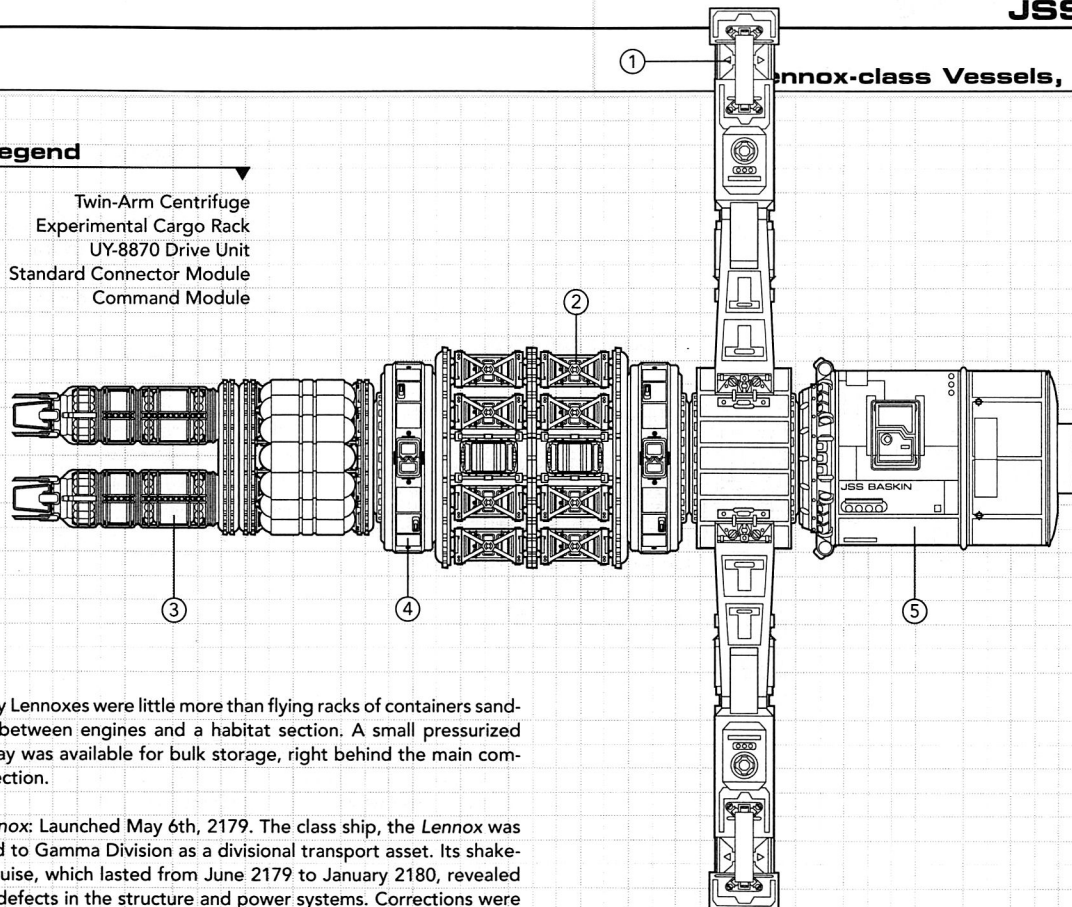 JSS
ennox-class Vessels,
egend
Twin-Arm Centrifuge
Experimental Cargo Rack
UY-8870 Drive Unit
Standard Connector Module
Command Module
1
2
JSS BASKIN
3
4
5
y Lennoxes were little more than flying racks of containers sand-
between engines and a habitat section. A small pressurized
ay was available for bulk storage, right behind the main com-
ection.
nox: Launched May 6th, 2179. The class ship, the Lennox was
d to Gamma Division as a divisional transport asset. Its shake-
uise, which lasted from June 2179 to January 2180, revealed
defects in the structure and power systems. Corrections were